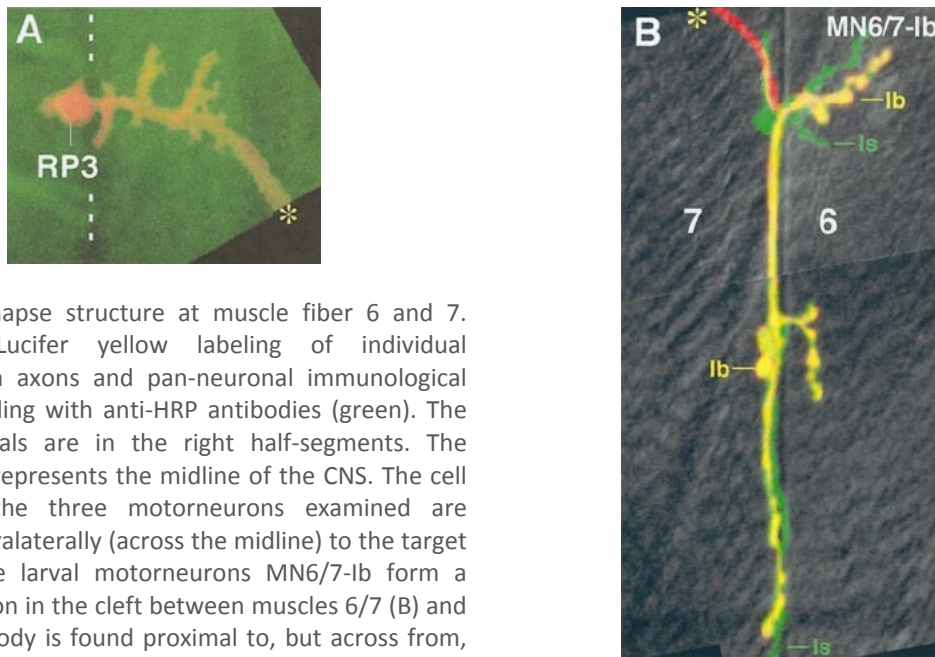 A
RP3
*
napse structure at muscle fiber 6 and 7.
Lucifer yellow labeling of individual
n axons and pan-neuronal immunological
ling with anti-HRP antibodies (green). The
als are in the right half-segments. The
represents the midline of the CNS. The cell
the three motorneurons examined are
ralaterally (across the midline) to the target
e larval motorneurons MN6/7-Ib form a
on in the cleft between muscles 6/7 (B) and
ody is found proximal to, but across from,
*
B
MN6/7-Ib
Ib
Is
7
6
Ib
Is